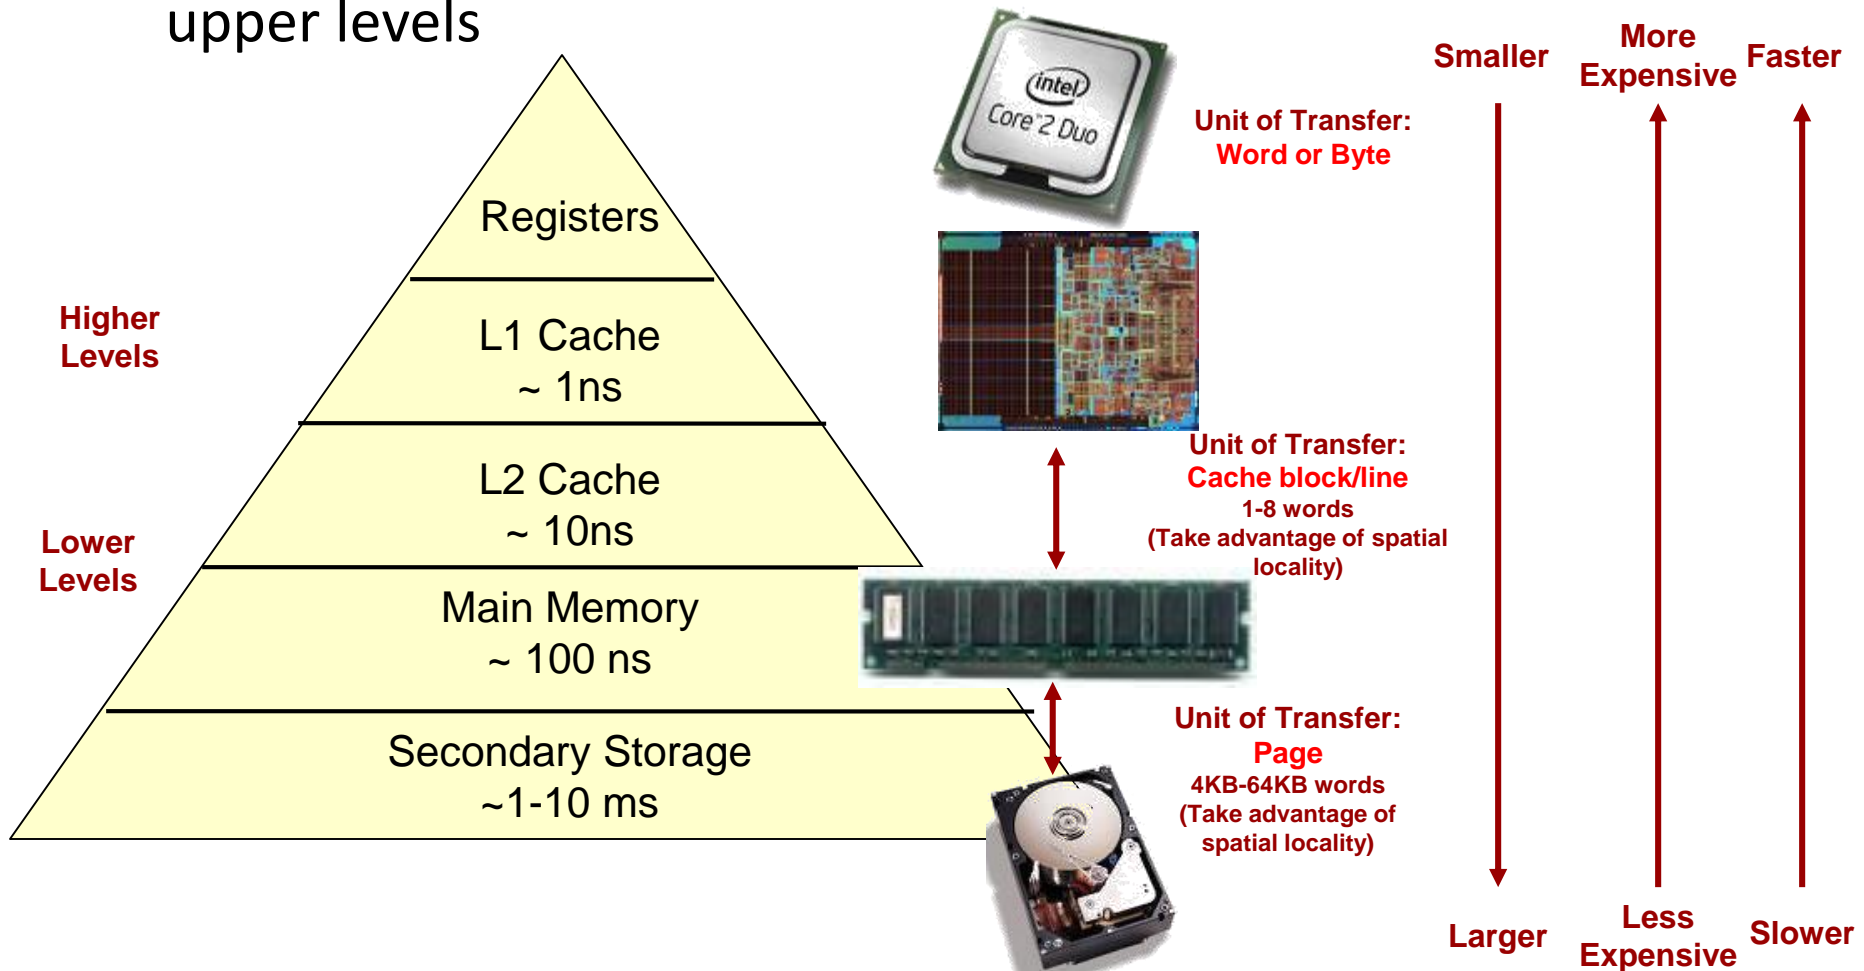 upper levels
Registers
L1 Cache
~ 1ns
L2 Cache
~ 10ns
Main Memory
~ 100 ns
Secondary Storage
~1-10 ms
Higher
Levels
Lower
Levels
intel
Core™2 Duo
Unit of Transfer:
Word or Byte
Unit of Transfer:
Cache block/line
1-8 words
(Take advantage of spatial
locality)
Unit of Transfer:
Page
4KB-64KB words
(Take advantage of
spatial locality)
Smaller
More
Expensive
Faster
Larger
Less
Expensive
Slower